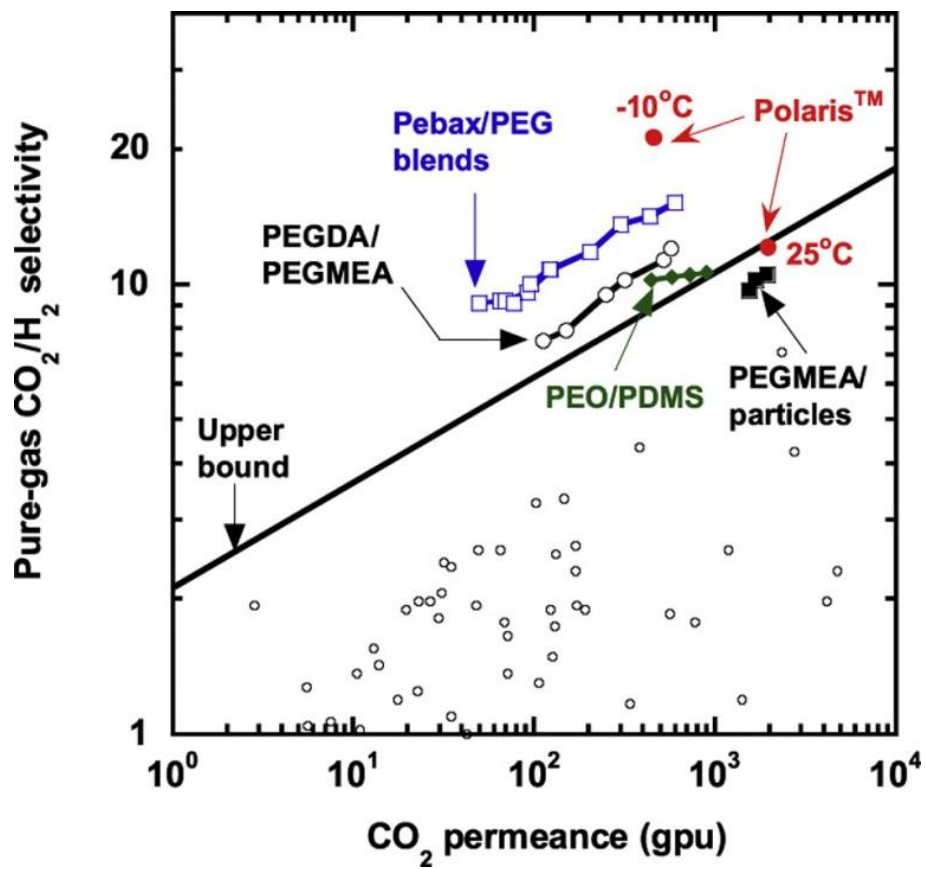 Pure-gas CO₂/H₂ selectivity
20
10
1
Pebax/PEG
blends
-10°C
Polaris™
PEGDA/
PEGMEA
25°C
PEO/PDMS
PEGMEA/
particles
Upper
bound
10⁰
10¹
10²
10³
10⁴
CO₂ permeance (gpu)